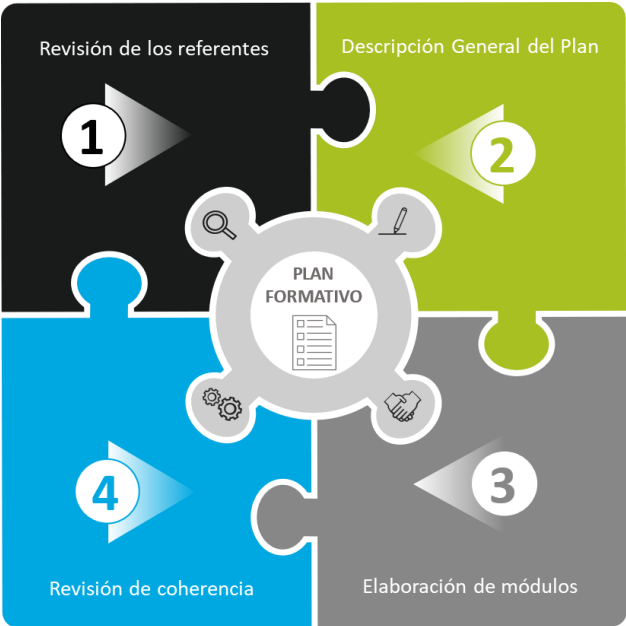 Revisión de los referentes
1
Descripción General del Plan
2
PLAN
FORMATIVO
3
Elaboración de módulos
4
Revisión de coherencia